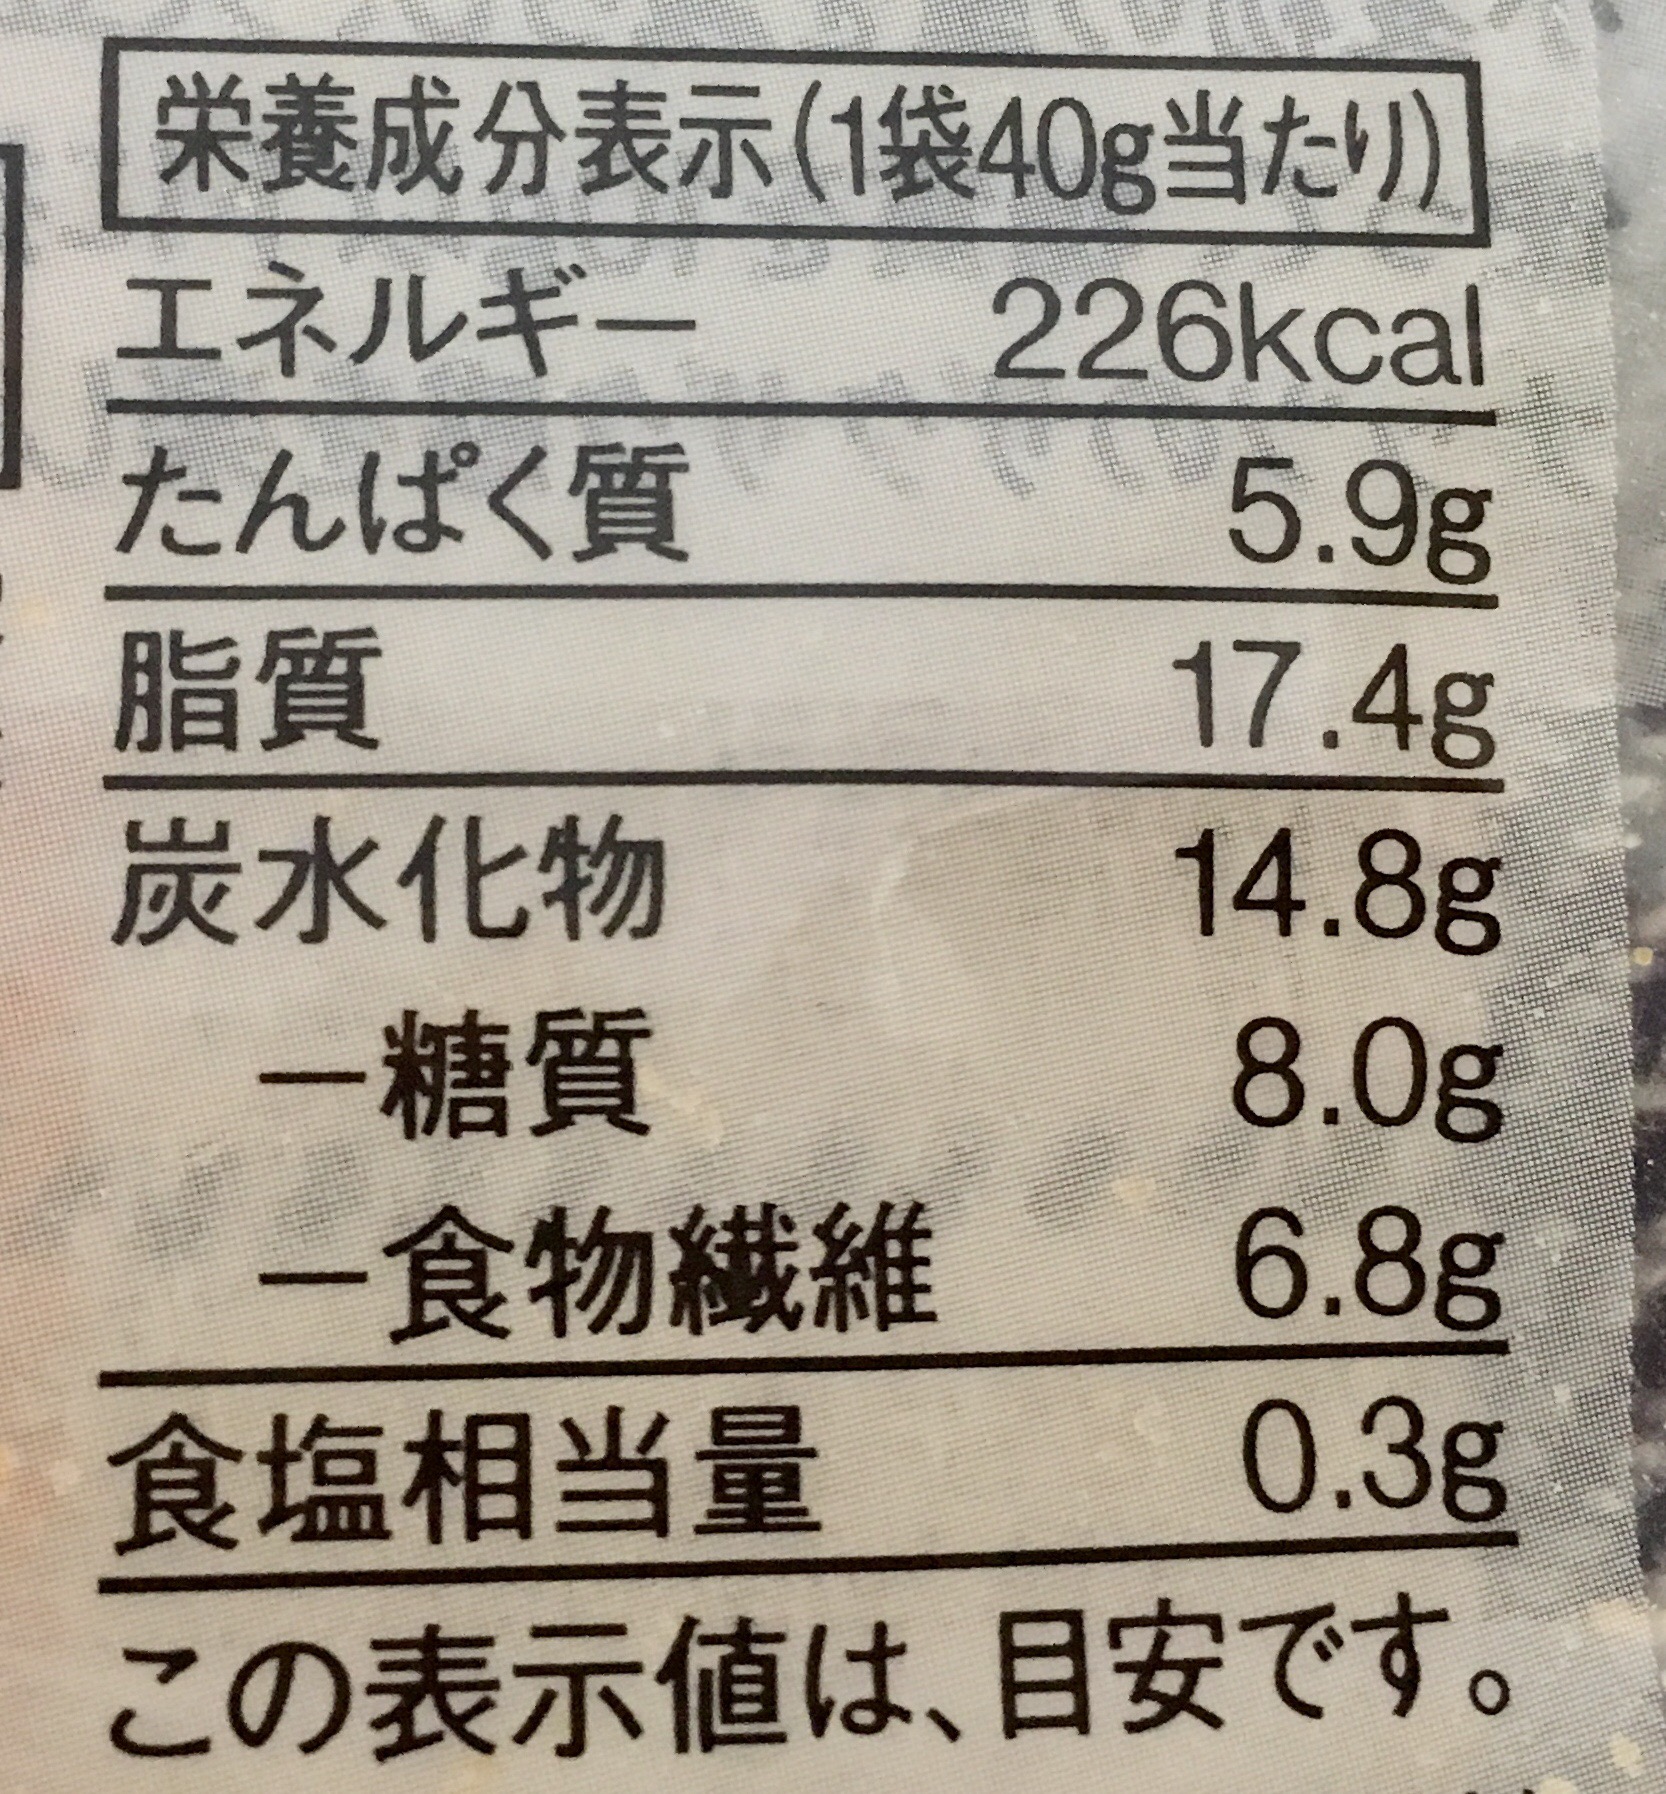 栄養成分表示(1袋40g当たり)
エネルギー 226kcal
たんぱく質 5.9g
脂質 17.4g
炭水化物 14.8g
－糖質 8.0g
－食物繊維 6.8g
食塩相当量 0.3g
この表示値は、目安です。